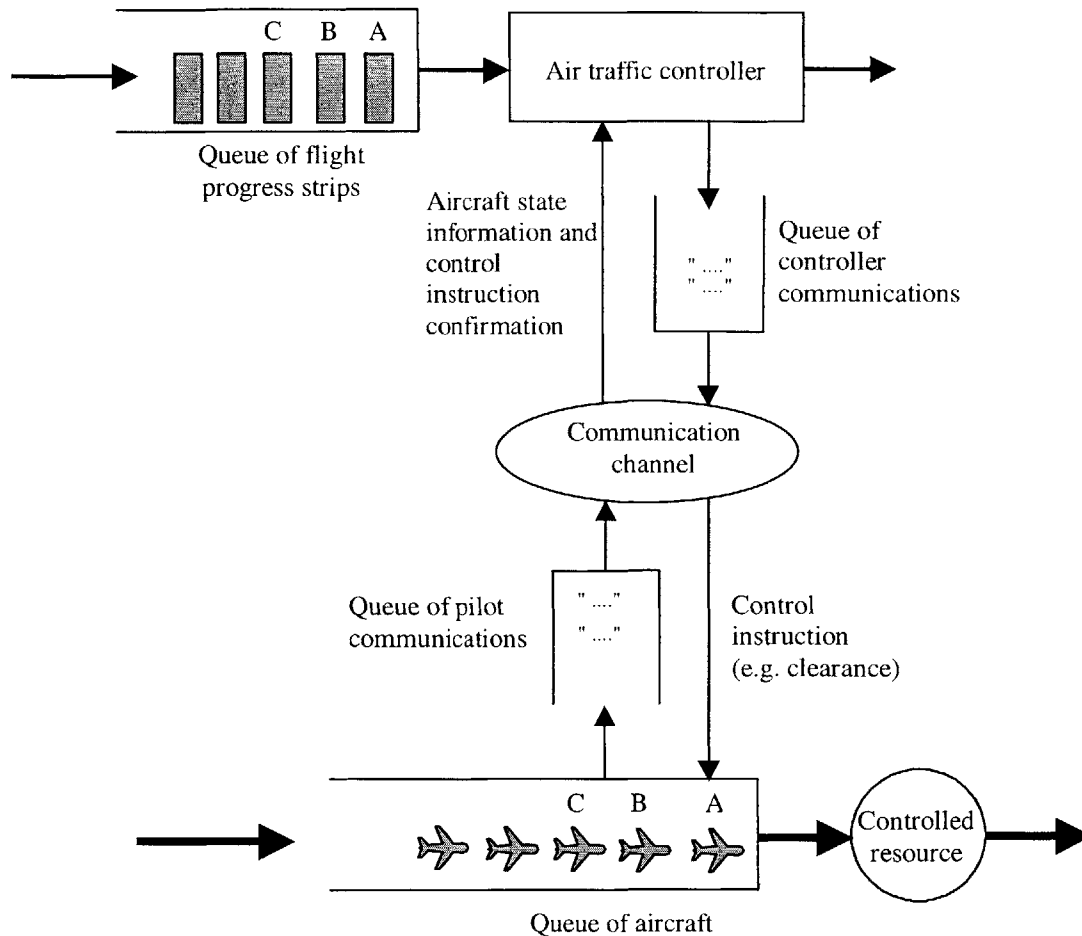 C B A
Air traffic controller
Queue of flight
progress strips
Aircraft state
information and
control
instruction
confirmation
" ...."
" ...."
Queue of
controller
communications
Communication
channel
Queue of pilot
communications
" ...."
" ...."
Control
instruction
(e.g. clearance)
C B A
Controlled
resource
Queue of aircraft